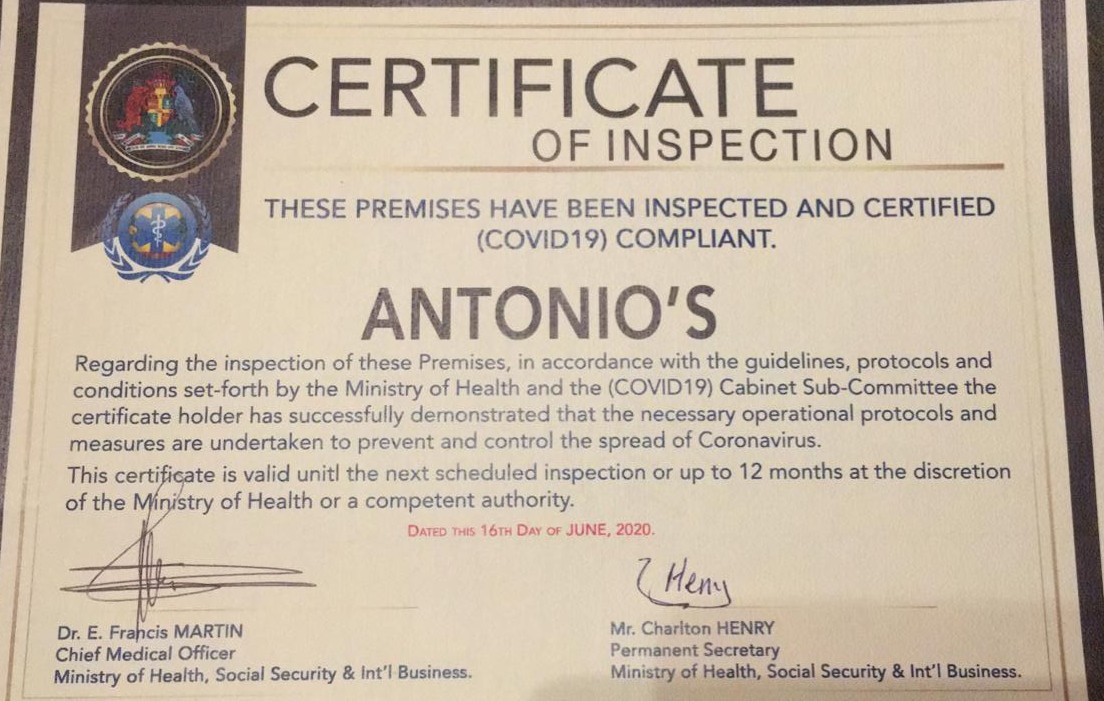 CERTIFICATE
OF INSPECTION
THESE PREMISES HAVE BEEN INSPECTED AND CERTIFIED
(COVID19) COMPLIANT.
ANTONIO'S
Regarding the inspection of these Premises, in accordance with the guidelines, protocols and
conditions set-forth by the Ministry of Health and the (COVID19) Cabinet Sub-Committee the
certificate holder has successfully demonstrated that the necessary operational protocols and
measures are undertaken to prevent and control the spread of Coronavirus.
This certificate is valid unitl the next scheduled inspection or up to 12 months at the discretion
of the Ministry of Health or a competent authority.
DATED THIS 16TH DAY OF JUNE, 2020.
Henry
Dr. E. Francis MARTIN
Chief Medical Officer
Ministry of Health, Social Security & Int'l Business.
Mr. Charlton HENRY
Permanent Secretary
Ministry of Health, Social Security & Int'l Business.